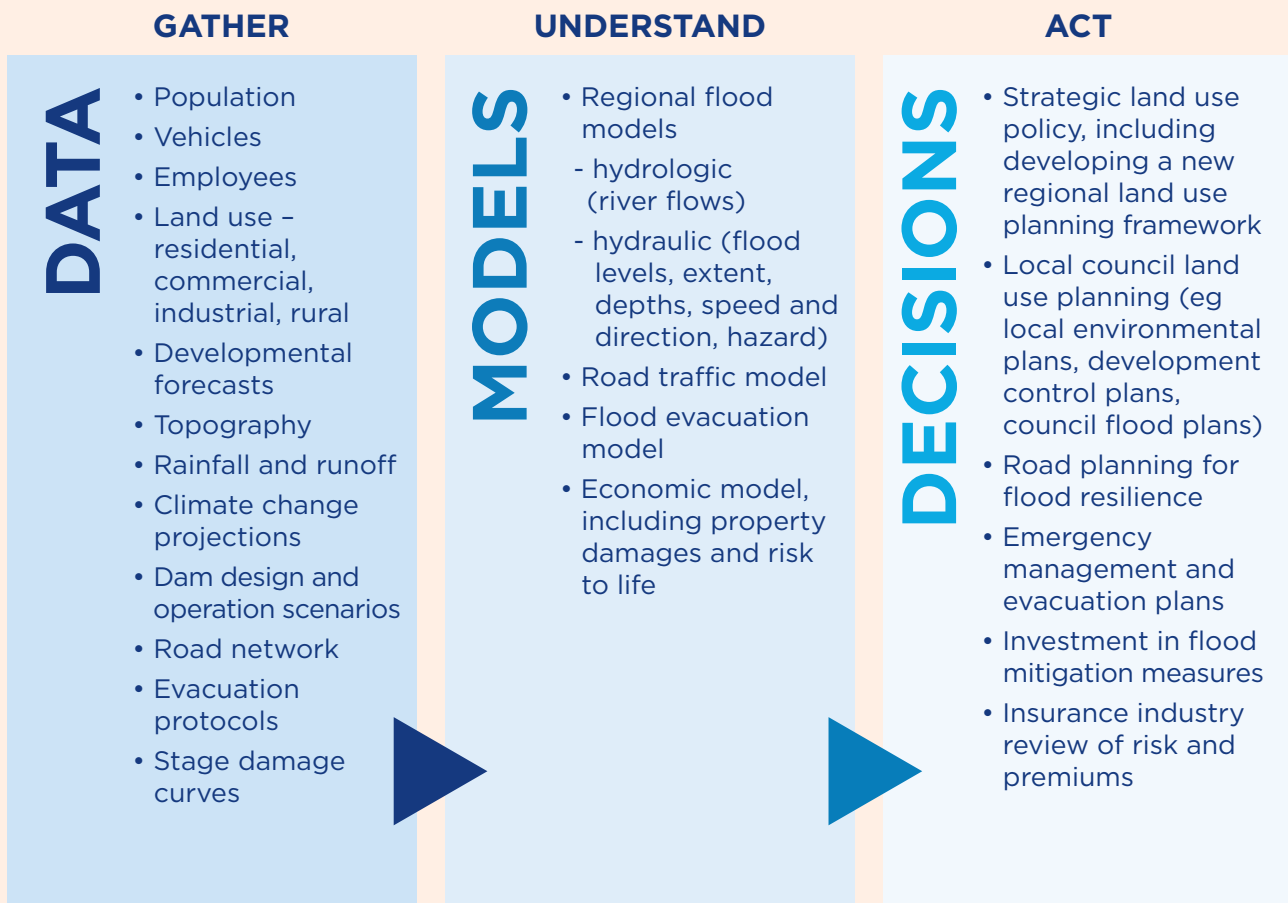 GATHER
DATA
• Population
• Vehicles
• Employees
• Land use –
residential,
commercial,
industrial, rural
• Developmental
forecasts
• Topography
• Rainfall and runoff
• Climate change
projections
• Dam design and
operation scenarios
• Road network
• Evacuation
protocols
• Stage damage
curves
UNDERSTAND
MODELS
• Regional flood
models
- hydrologic
(river flows)
- hydraulic (flood
levels, extent,
depths, speed and
direction, hazard)
• Road traffic model
• Flood evacuation
model
• Economic model,
including property
damages and risk
to life
ACT
DECISIONS
• Strategic land use
policy, including
developing a new
regional land use
planning framework
• Local council land
use planning (eg
local environmental
plans, development
control plans,
council flood plans)
• Road planning for
flood resilience
• Emergency
management and
evacuation plans
• Investment in flood
mitigation measures
• Insurance industry
review of risk and
premiums